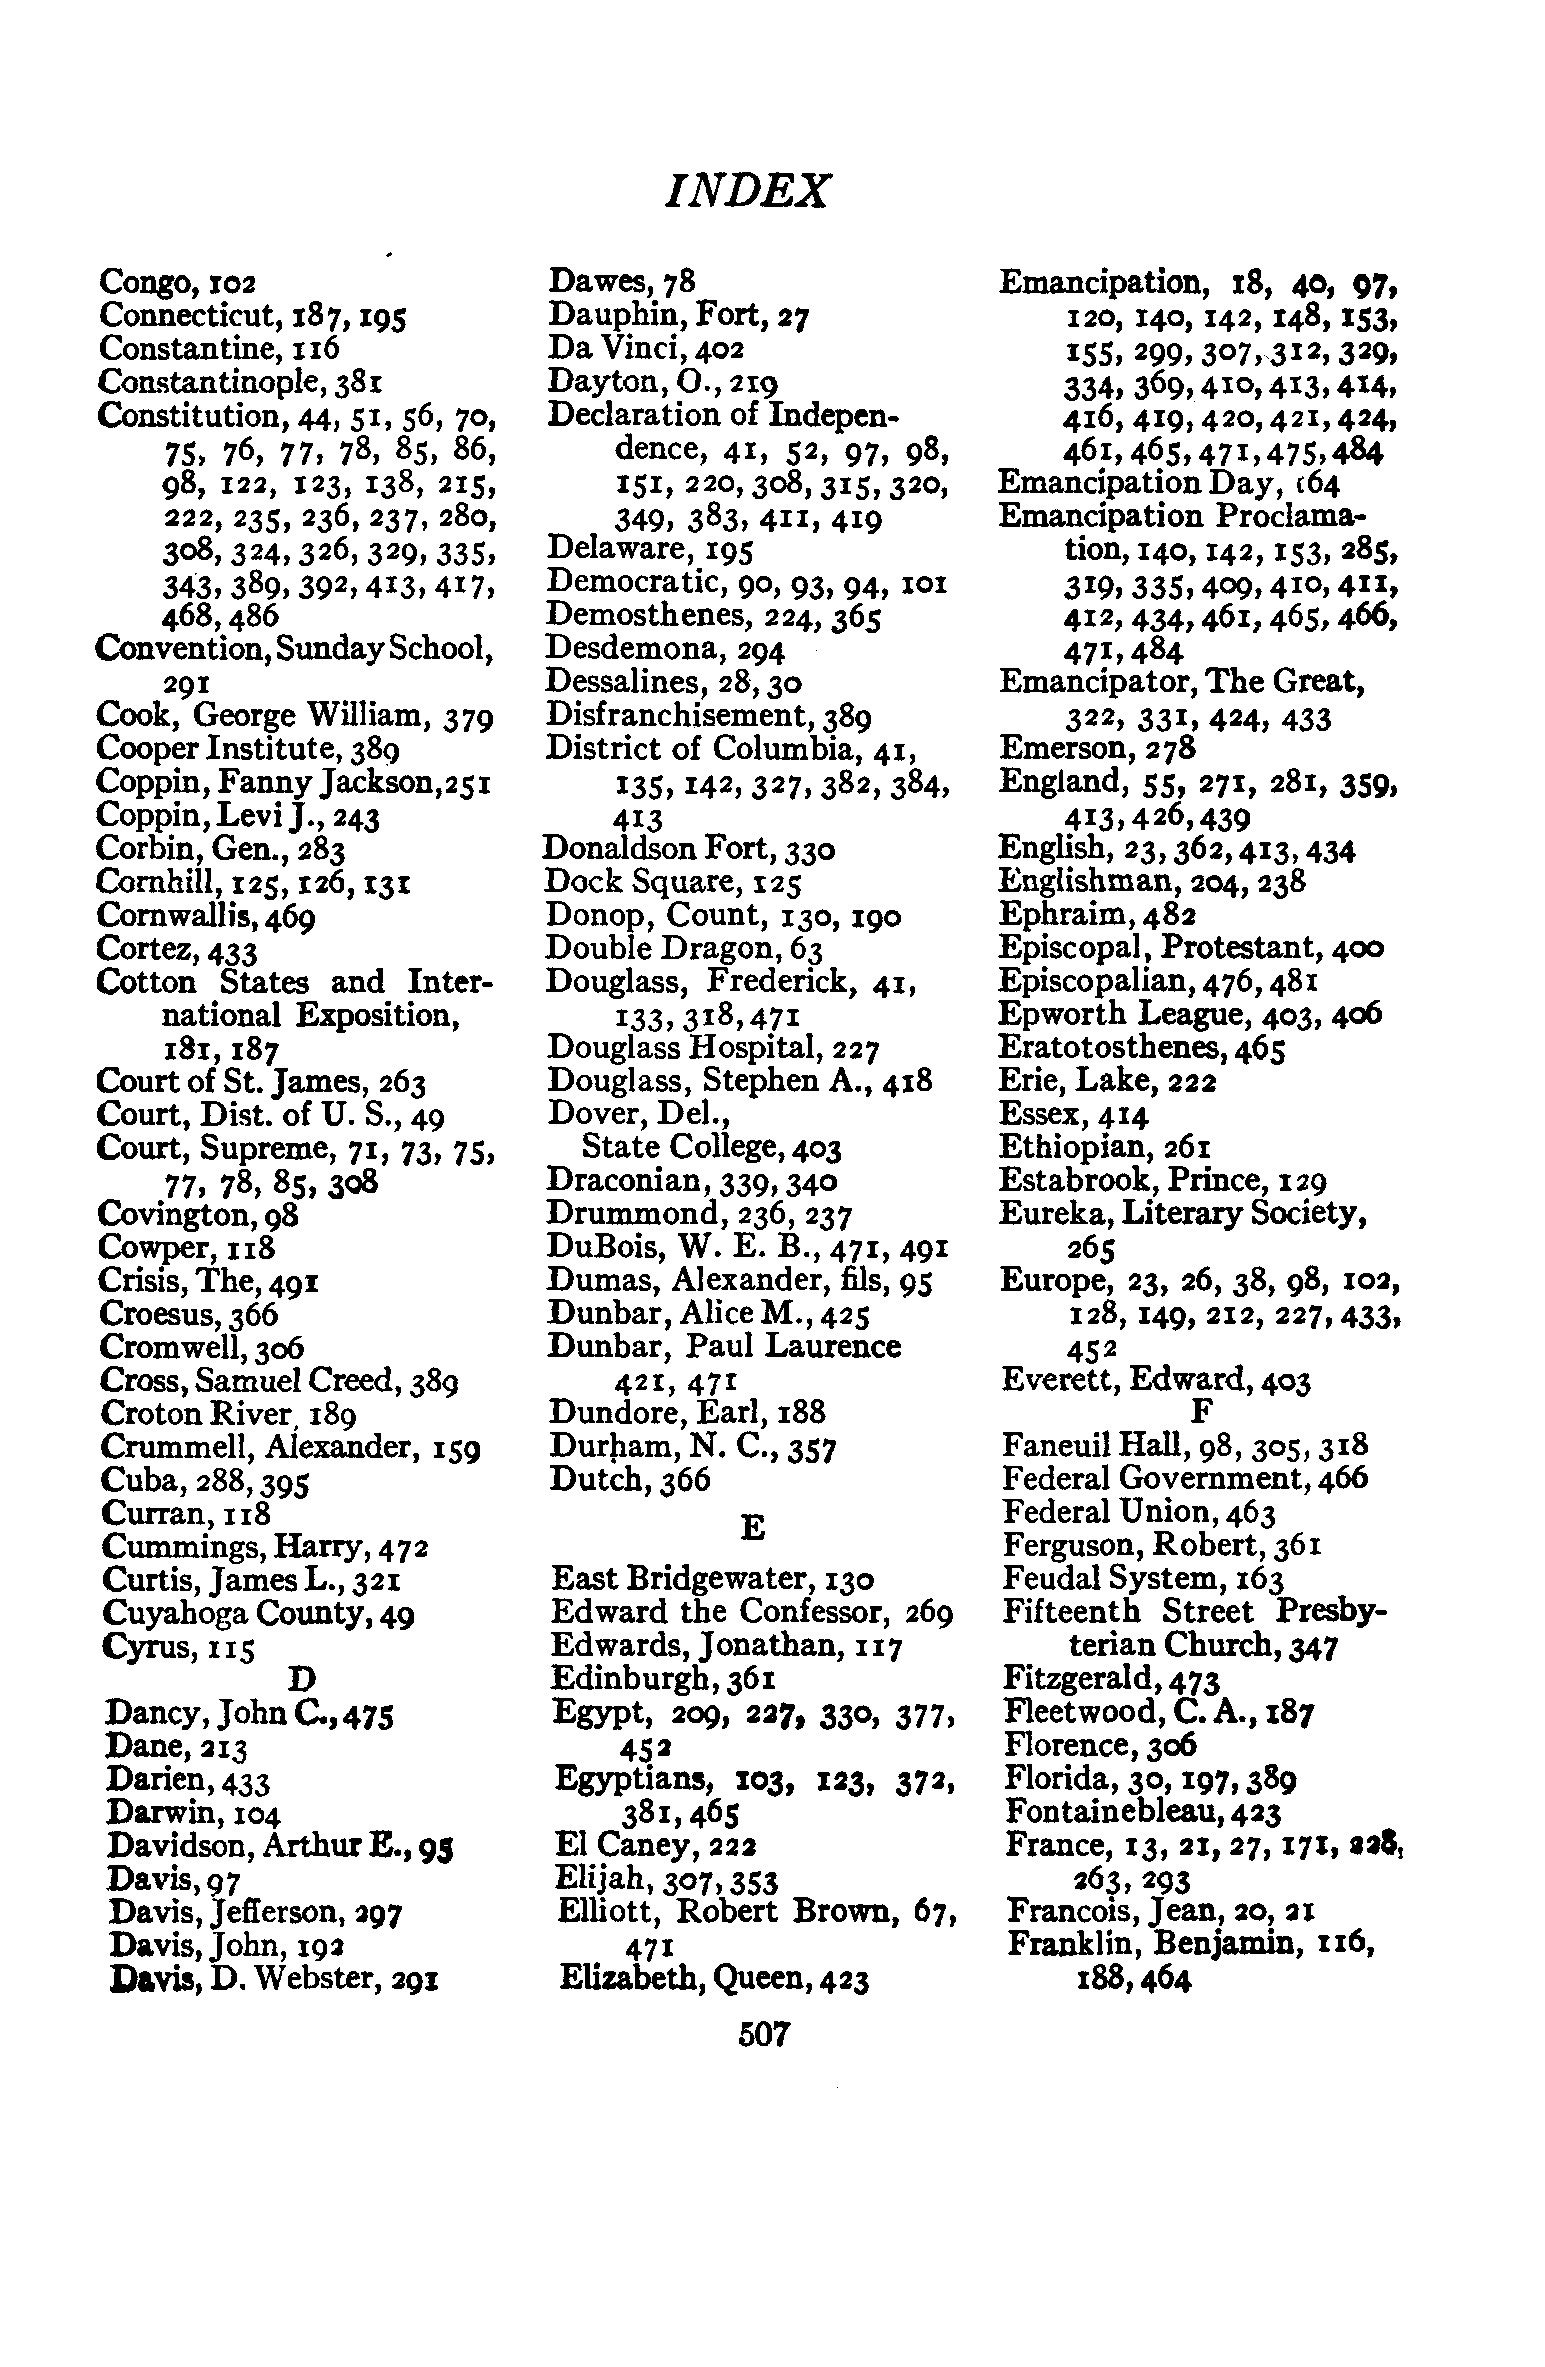 INDEX
Congo, 102
Connecticut, 187, 195
Constantine, 116
Constantinople, 381
Constitution, 44, 51, 56, 70,
75, 76, 77, 78, 85, 86,
98, 122, 123, 138, 215,
222, 235, 236, 237, 280,
308, 324, 326, 329, 335,
343, 389, 392, 413, 417,
468, 486
Convention, Sunday School,
291
Cook, George William, 379
Cooper Institute, 389
Coppin, Fanny Jackson, 251
Coppin, Levi J., 243
Corbin, Gen., 283
Cornhill, 125, 126, 131
Cornwallis, 469
Cortez, 433
Cotton States and Inter-
national Exposition,
181, 187
Court of St. James, 263
Court, Dist. of U. S., 49
Court, Supreme, 71, 73, 75,
77, 78, 85, 308
Covington, 98
Cowper, 118
Crisis, The, 491
Croesus, 366
Cromwell, 306
Cross, Samuel Creed, 389
Croton River, 189
Crummell, Alexander, 159
Cuba, 288, 395
Curran, 118
Cummings, Harry, 472
Curtis, James L., 321
Cuyahoga County, 49
Cyrus, 115
D
Dancy, John C., 475
Dane, 213
Darien, 433
Darwin, 104
Davidson, Arthur E., 95
Davis, 97
Davis, Jefferson, 297
Davis, John, 192
Davis, D. Webster, 291
Dawes, 78
Dauphin, Fort, 27
Da Vinci, 402
Dayton, O., 219
Declaration of Indepen-
dence, 41, 52, 97, 98,
151, 220, 308, 315, 320,
349, 383, 411, 419
Delaware, 195
Democratic, 90, 93, 94, 101
Demosthenes, 224, 365
Desdemona, 294
Dessalines, 28, 30
Disfranchisement, 389
District of Columbia, 41,
135, 142, 327, 382, 384,
413
Donaldson Fort, 330
Dock Square, 125
Donop, Count, 130, 190
Double Dragon, 63
Douglass, Frederick, 41,
133, 318, 471
Douglass Hospital, 227
Douglass, Stephen A., 418
Dover, Del.,
State College, 403
Draconian, 339, 340
Drummond, 236, 237
DuBois, W. E. B., 471, 491
Dumas, Alexander, fils, 95
Dunbar, Alice M., 425
Dunbar, Paul Laurence
421, 471
Dundore, Earl, 188
Durham, N. C., 357
Dutch, 366
E
East Bridgewater, 130
Edward the Confessor, 269
Edwards, Jonathan, 117
Edinburgh, 361
Egypt, 209, 227, 330, 377,
452
Egyptians, 103, 123, 372,
381, 465
El Caney, 222
Elijah, 307, 353
Elliott, Robert Brown, 67,
471
Elizabeth, Queen, 423
Emancipation, 18, 40, 97,
120, 140, 142, 148, 153,
155, 299, 307, 312, 329,
334, 369, 410, 413, 414,
416, 419, 420, 421, 424,
461, 465, 471, 475, 484
Emancipation Day, 164
Emancipation Proclama-
tion, 140, 142, 153, 285,
319, 335, 409, 410, 411,
412, 434, 461, 465, 466,
471, 484
Emancipator, The Great,
322, 331, 424, 433
Emerson, 278
England, 55, 271, 281, 359,
413, 426, 439
English, 23, 362, 413, 434
Englishman, 204, 238
Ephraim, 482
Episcopal, Protestant, 400
Episcopalian, 476, 481
Epworth League, 403, 406
Eratotosthenes, 465
Erie, Lake, 222
Essex, 414
Ethiopian, 261
Estabrook, Prince, 129
Eureka, Literary Society,
265
Europe, 23, 26, 38, 98, 102,
128, 149, 212, 227, 433,
452
Everett, Edward, 403
F
Faneuil Hall, 98, 305, 318
Federal Government, 466
Federal Union, 463
Ferguson, Robert, 361
Feudal System, 163
Fifteenth Street Presby-
terian Church, 347
Fitzgerald, 473
Fleetwood, C. A., 187
Florence, 306
Florida, 30, 197, 389
Fontainebleau, 423
France, 13, 21, 27, 171, 228,
263, 293
Francois, Jean, 20, 21
Franklin, Benjamin, 116,
188, 464
507